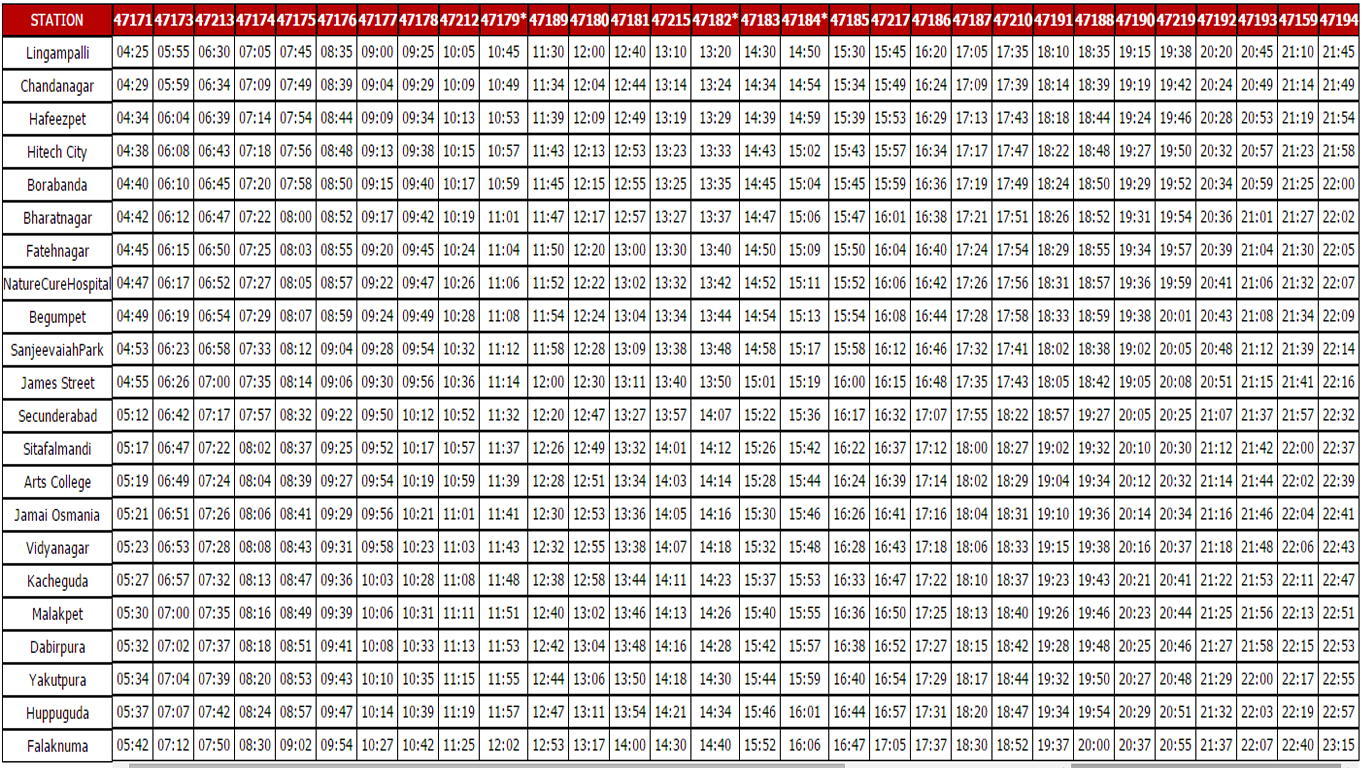 STATION 47171 47173 47213 47174 47175 47176 47177 47178 47212 47179* 47189 47180 47181 47215 47182* 47183 47184* 47185 47217 47186 47187 47210 47191 47188 47190 47219 47192 47193 47159 47194
Lingampalli 04:25 05:55 06:30 07:05 07:45 08:35 09:00 09:25 10:05 10:45 11:30 12:00 12:40 13:10 13:20 14:30 14:50 15:30 15:45 16:20 17:05 17:35 18:10 18:35 19:15 19:38 20:20 20:45 21:10 21:45
Chandanagar 04:29 05:59 06:34 07:09 07:49 08:39 09:04 09:29 10:09 10:49 11:34 12:04 12:44 13:14 13:24 14:34 14:54 15:34 15:49 16:24 17:09 17:39 18:14 18:39 19:19 19:42 20:24 20:49 21:14 21:49
Hafeezpet 04:34 06:04 06:39 07:14 07:54 08:44 09:09 09:34 10:13 10:53 11:39 12:09 12:49 13:19 13:29 14:39 14:59 15:39 15:53 16:29 17:13 17:43 18:18 18:44 19:24 19:46 20:28 20:53 21:19 21:54
Hitech City 04:38 06:08 06:43 07:18 07:56 08:48 09:13 09:38 10:15 10:57 11:43 12:13 12:53 13:23 13:33 14:43 15:02 15:43 15:57 16:34 17:17 17:47 18:22 18:48 19:27 19:50 20:32 20:57 21:23 21:58
Borabanda 04:40 06:10 06:45 07:20 07:58 08:50 09:15 09:40 10:17 10:59 11:45 12:15 12:55 13:25 13:35 14:45 15:04 15:45 15:59 16:36 17:19 17:49 18:24 18:50 19:29 19:52 20:34 20:59 21:25 22:00
Bharatnagar 04:42 06:12 06:47 07:22 08:00 08:52 09:17 09:42 10:19 11:01 11:47 12:17 12:57 13:27 13:37 14:47 15:06 15:47 16:01 16:38 17:21 17:51 18:26 18:52 19:31 19:54 20:36 21:01 21:27 22:02
Fatehnagar 04:45 06:15 06:50 07:25 08:03 08:55 09:20 09:45 10:24 11:04 11:50 12:20 13:00 13:30 13:40 14:50 15:09 15:50 16:04 16:40 17:24 17:54 18:29 18:55 19:34 19:57 20:39 21:04 21:30 22:05
NatureCureHospital 04:47 06:17 06:52 07:27 08:05 08:57 09:22 09:47 10:26 11:06 11:52 12:22 13:02 13:32 13:42 14:52 15:11 15:52 16:06 16:42 17:26 17:56 18:31 18:57 19:36 19:59 20:41 21:06 21:32 22:07
Begumpet 04:49 06:19 06:54 07:29 08:07 08:59 09:24 09:49 10:28 11:08 11:54 12:24 13:04 13:34 13:44 14:54 15:13 15:54 16:08 16:44 17:28 17:58 18:33 18:59 19:38 20:01 20:43 21:08 21:34 22:09
SanjeevaiahPark 04:53 06:23 06:58 07:33 08:12 09:04 09:28 09:54 10:32 11:12 11:58 12:28 13:09 13:38 13:48 14:58 15:17 15:58 16:12 16:46 17:32 17:41 18:02 18:38 19:02 20:05 20:48 21:12 21:39 22:14
James Street 04:55 06:26 07:00 07:35 08:14 09:06 09:30 09:56 10:36 11:14 12:00 12:30 13:11 13:40 13:50 15:01 15:19 16:00 16:15 16:48 17:35 17:43 18:05 18:42 19:05 20:08 20:51 21:15 21:41 22:16
Secunderabad 05:12 06:42 07:17 07:57 08:32 09:22 09:50 10:12 10:52 11:32 12:20 12:47 13:27 13:57 14:07 15:22 15:36 16:17 16:32 17:07 17:55 18:22 18:57 19:27 20:05 20:25 21:07 21:37 21:57 22:32
Sitafalmandi 05:17 06:47 07:22 08:02 08:37 09:25 09:52 10:17 10:57 11:37 12:26 12:49 13:32 14:01 14:12 15:26 15:42 16:22 16:37 17:12 18:00 18:27 19:02 19:32 20:10 20:30 21:12 21:42 22:00 22:37
Arts College 05:19 06:49 07:24 08:04 08:39 09:27 09:54 10:19 10:59 11:39 12:28 12:51 13:34 14:03 14:14 15:28 15:44 16:24 16:39 17:14 18:02 18:29 19:04 19:34 20:12 20:32 21:14 21:44 22:02 22:39
Jamai Osmania 05:21 06:51 07:26 08:06 08:41 09:29 09:56 10:21 11:01 11:41 12:30 12:53 13:36 14:05 14:16 15:30 15:46 16:26 16:41 17:16 18:04 18:31 19:10 19:36 20:14 20:34 21:16 21:46 22:04 22:41
Vidyanagar 05:23 06:53 07:28 08:08 08:43 09:31 09:58 10:23 11:03 11:43 12:32 12:55 13:38 14:07 14:18 15:32 15:48 16:28 16:43 17:18 18:06 18:33 19:15 19:38 20:16 20:37 21:18 21:48 22:06 22:43
Kacheguda 05:27 06:57 07:32 08:13 08:47 09:36 10:03 10:28 11:08 11:48 12:38 12:58 13:44 14:11 14:23 15:37 15:53 16:33 16:47 17:22 18:10 18:37 19:23 19:43 20:21 20:41 21:22 21:53 22:11 22:47
Malakpet 05:30 07:00 07:35 08:16 08:49 09:39 10:06 10:31 11:11 11:51 12:40 13:02 13:46 14:13 14:26 15:40 15:55 16:36 16:50 17:25 18:13 18:40 19:26 19:46 20:23 20:44 21:25 21:56 22:13 22:51
Dabirpura 05:32 07:02 07:37 08:18 08:51 09:41 10:08 10:33 11:13 11:53 12:42 13:04 13:48 14:16 14:28 15:42 15:57 16:38 16:52 17:27 18:15 18:42 19:28 19:48 20:25 20:46 21:27 21:58 22:15 22:53
Yakutpura 05:34 07:04 07:39 08:20 08:53 09:43 10:10 10:35 11:15 11:55 12:44 13:06 13:50 14:18 14:30 15:44 15:59 16:40 16:54 17:29 18:17 18:44 19:32 19:50 20:27 20:48 21:29 22:00 22:17 22:55
Huppuguda 05:37 07:07 07:42 08:24 08:57 09:47 10:14 10:39 11:19 11:57 12:47 13:11 13:54 14:21 14:34 15:46 16:01 16:44 16:57 17:31 18:20 18:47 19:34 19:54 20:29 20:51 21:32 22:03 22:19 22:57
Falaknuma 05:42 07:12 07:50 08:30 09:02 09:54 10:27 10:42 11:25 12:02 12:53 13:17 14:00 14:30 14:40 15:52 16:06 16:47 17:05 17:37 18:30 18:52 19:37 20:00 20:37 20:55 21:37 22:07 22:40 23:15